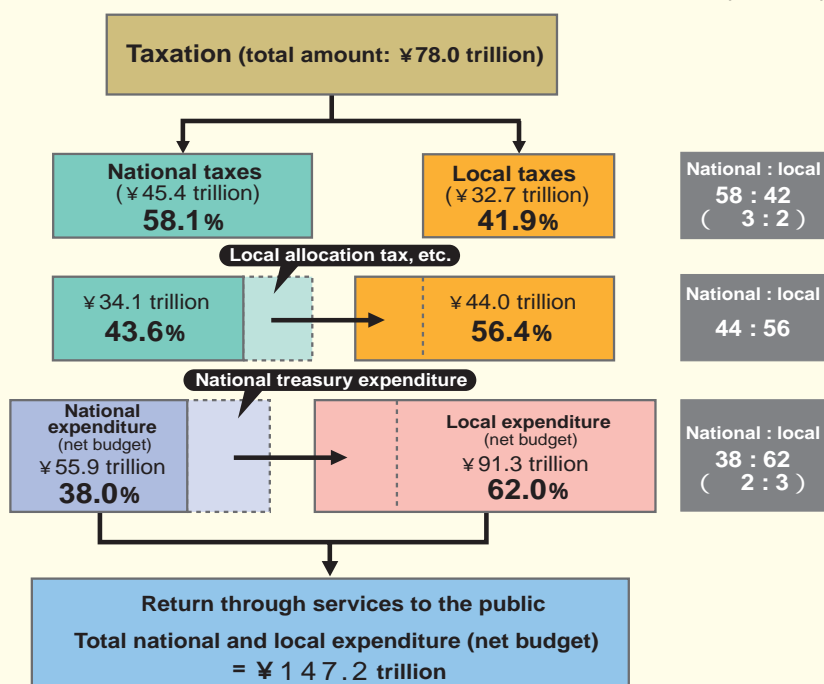 Taxation (total amount: ¥78.0 trillion)
National taxes
(¥45.4 trillion)
58.1%
Local taxes
(¥32.7 trillion)
41.9%
National : local
58 : 42
( 3 : 2 )
Local allocation tax, etc.
¥34.1 trillion
43.6%
¥44.0 trillion
56.4%
National : local
44 : 56
National treasury expenditure
National
expenditure
(net budget)
¥55.9 trillion
38.0%
Local expenditure
(net budget)
¥91.3 trillion
62.0%
National : local
38 : 62
( 2 : 3 )
Return through services to the public
Total national and local expenditure (net budget)
= ¥147.2 trillion